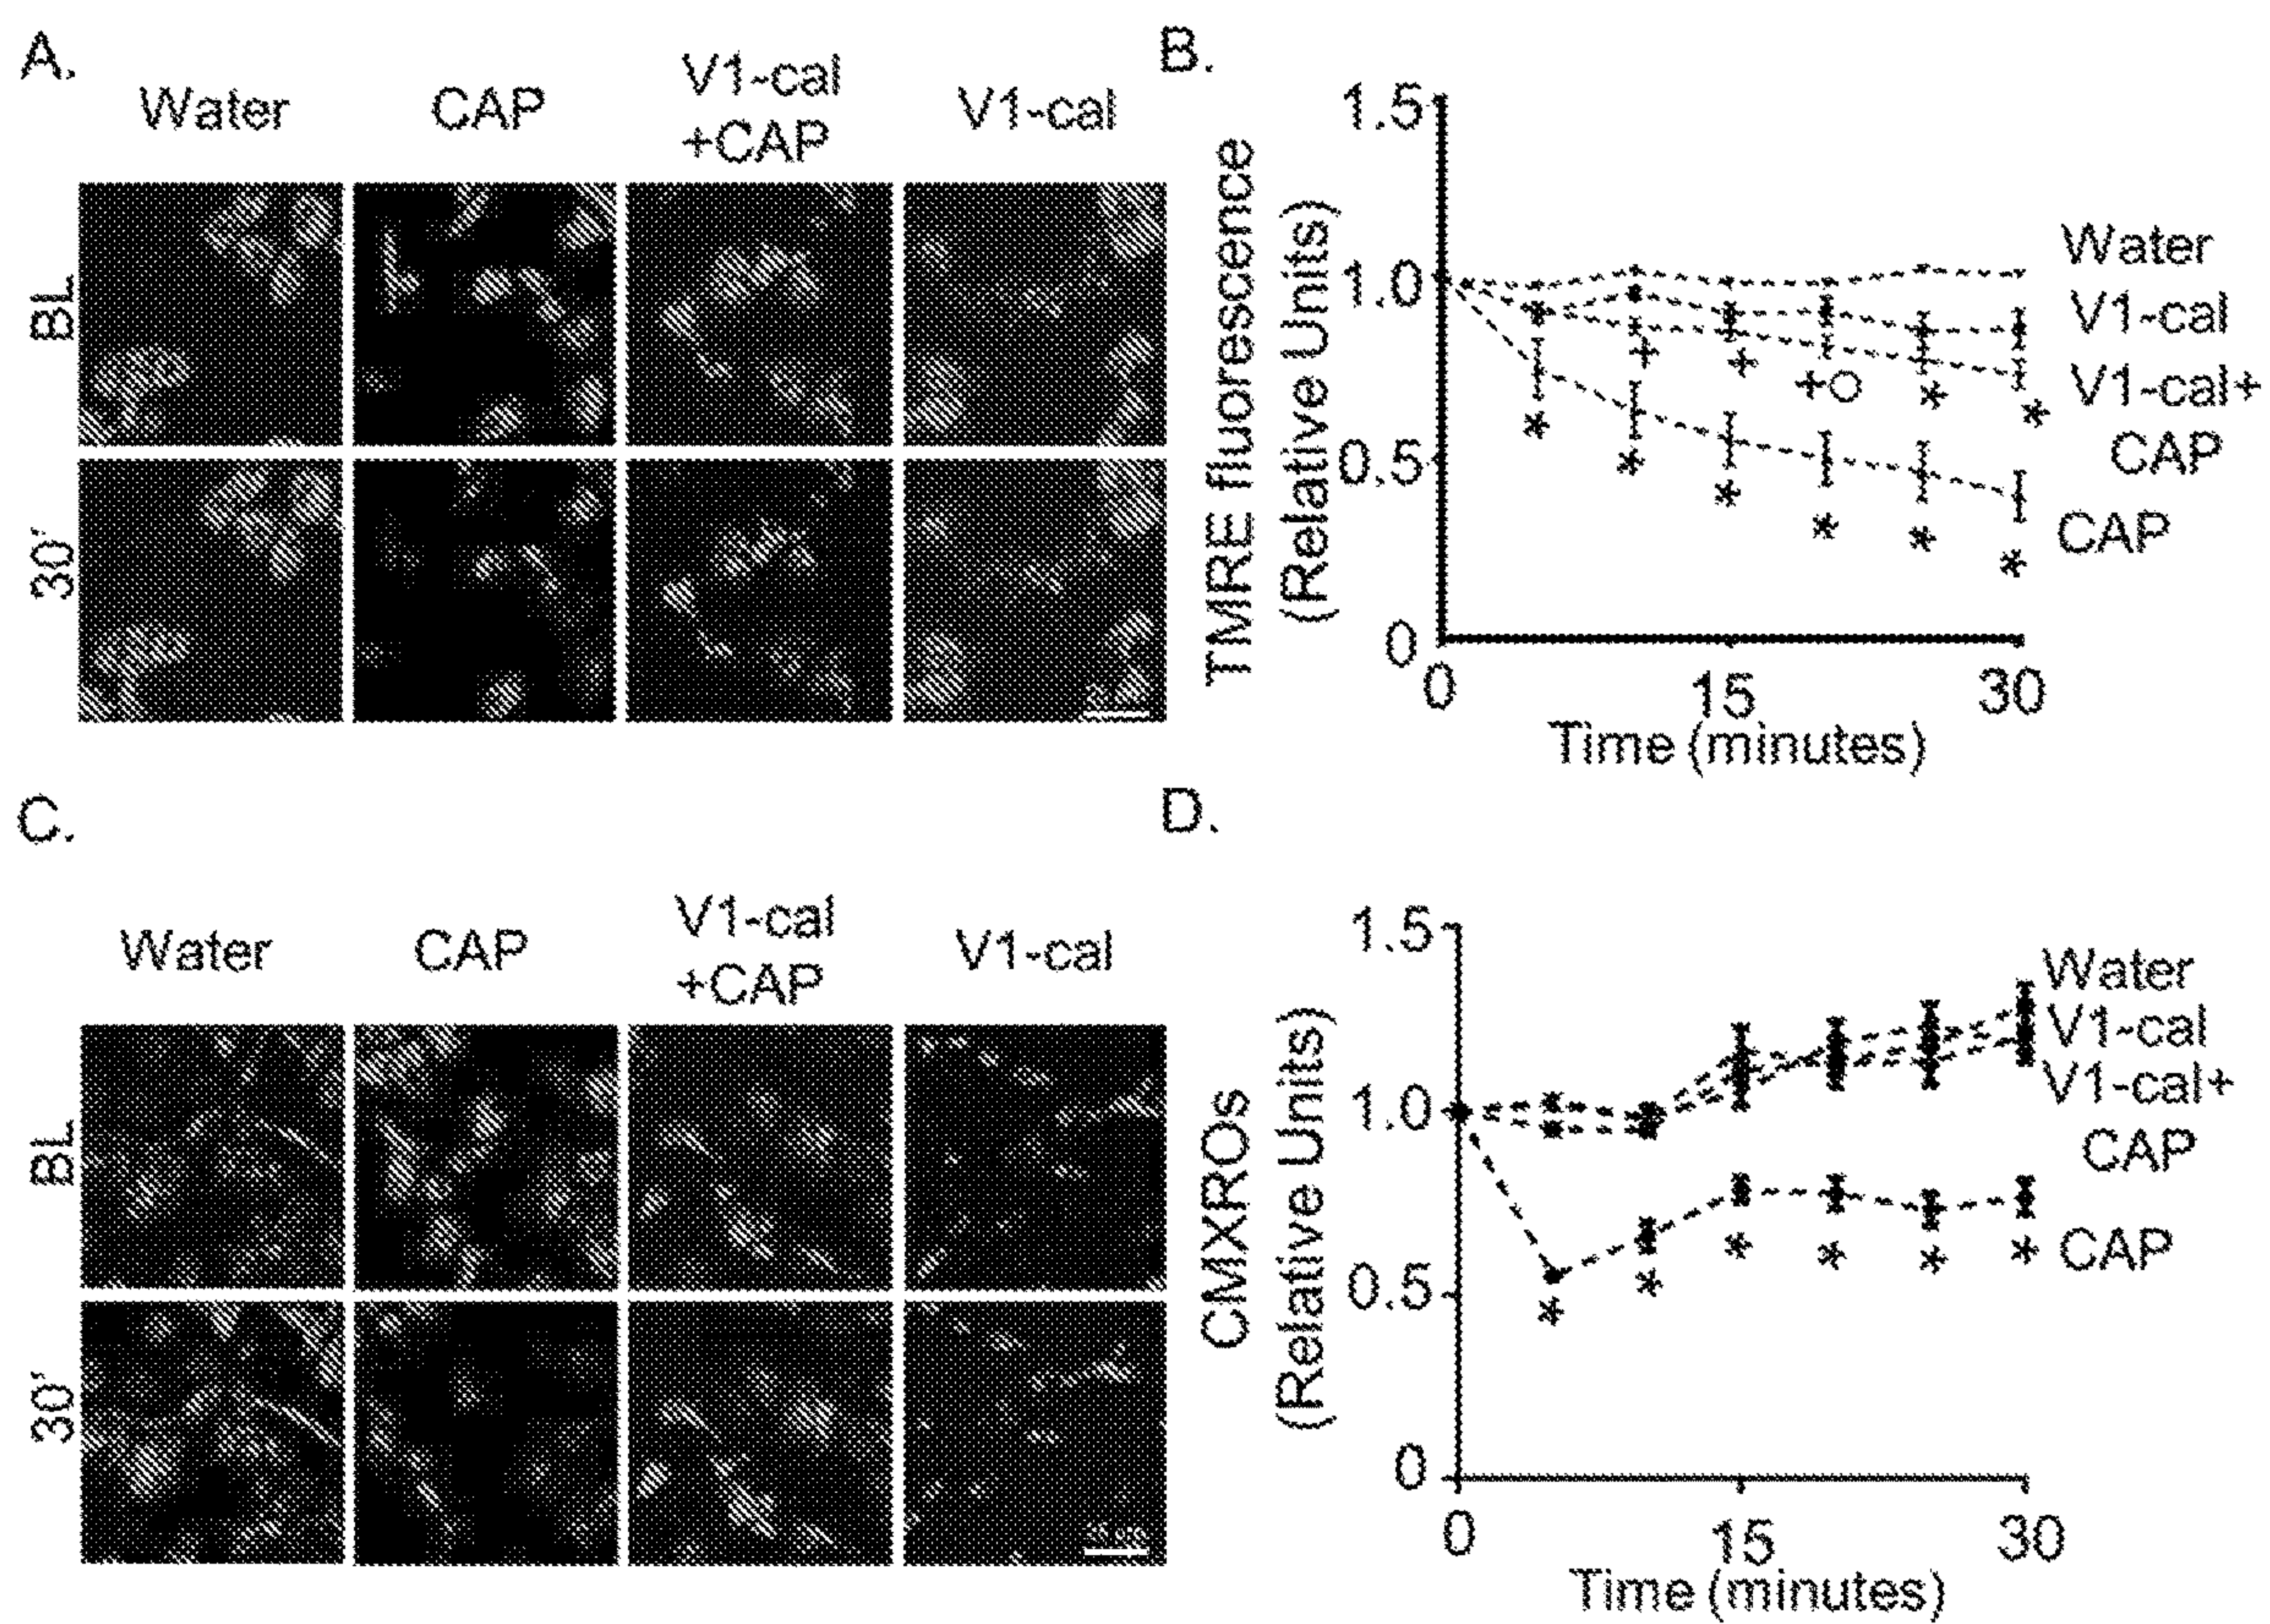 A.
Water
CAP
V1-cal
+CAP
V1-cal
BL
30'
B.
TMRE fluorescence
(Relative Units)
1.5
1.0
0.5
0
0
15
30
Time (minutes)
Water
V1-cal
V1-cal+
CAP
CAP
+
+
+○
*
*
*
*
*
*
*
*
C.
Water
CAP
V1-cal
+CAP
V1-cal
BL
30'
D.
CMXROs
(Relative Units)
1.5
1.0
0.5
0
0
15
30
Time (minutes)
Water
V1-cal
V1-cal+
CAP
CAP
*
*
*
*
*
*